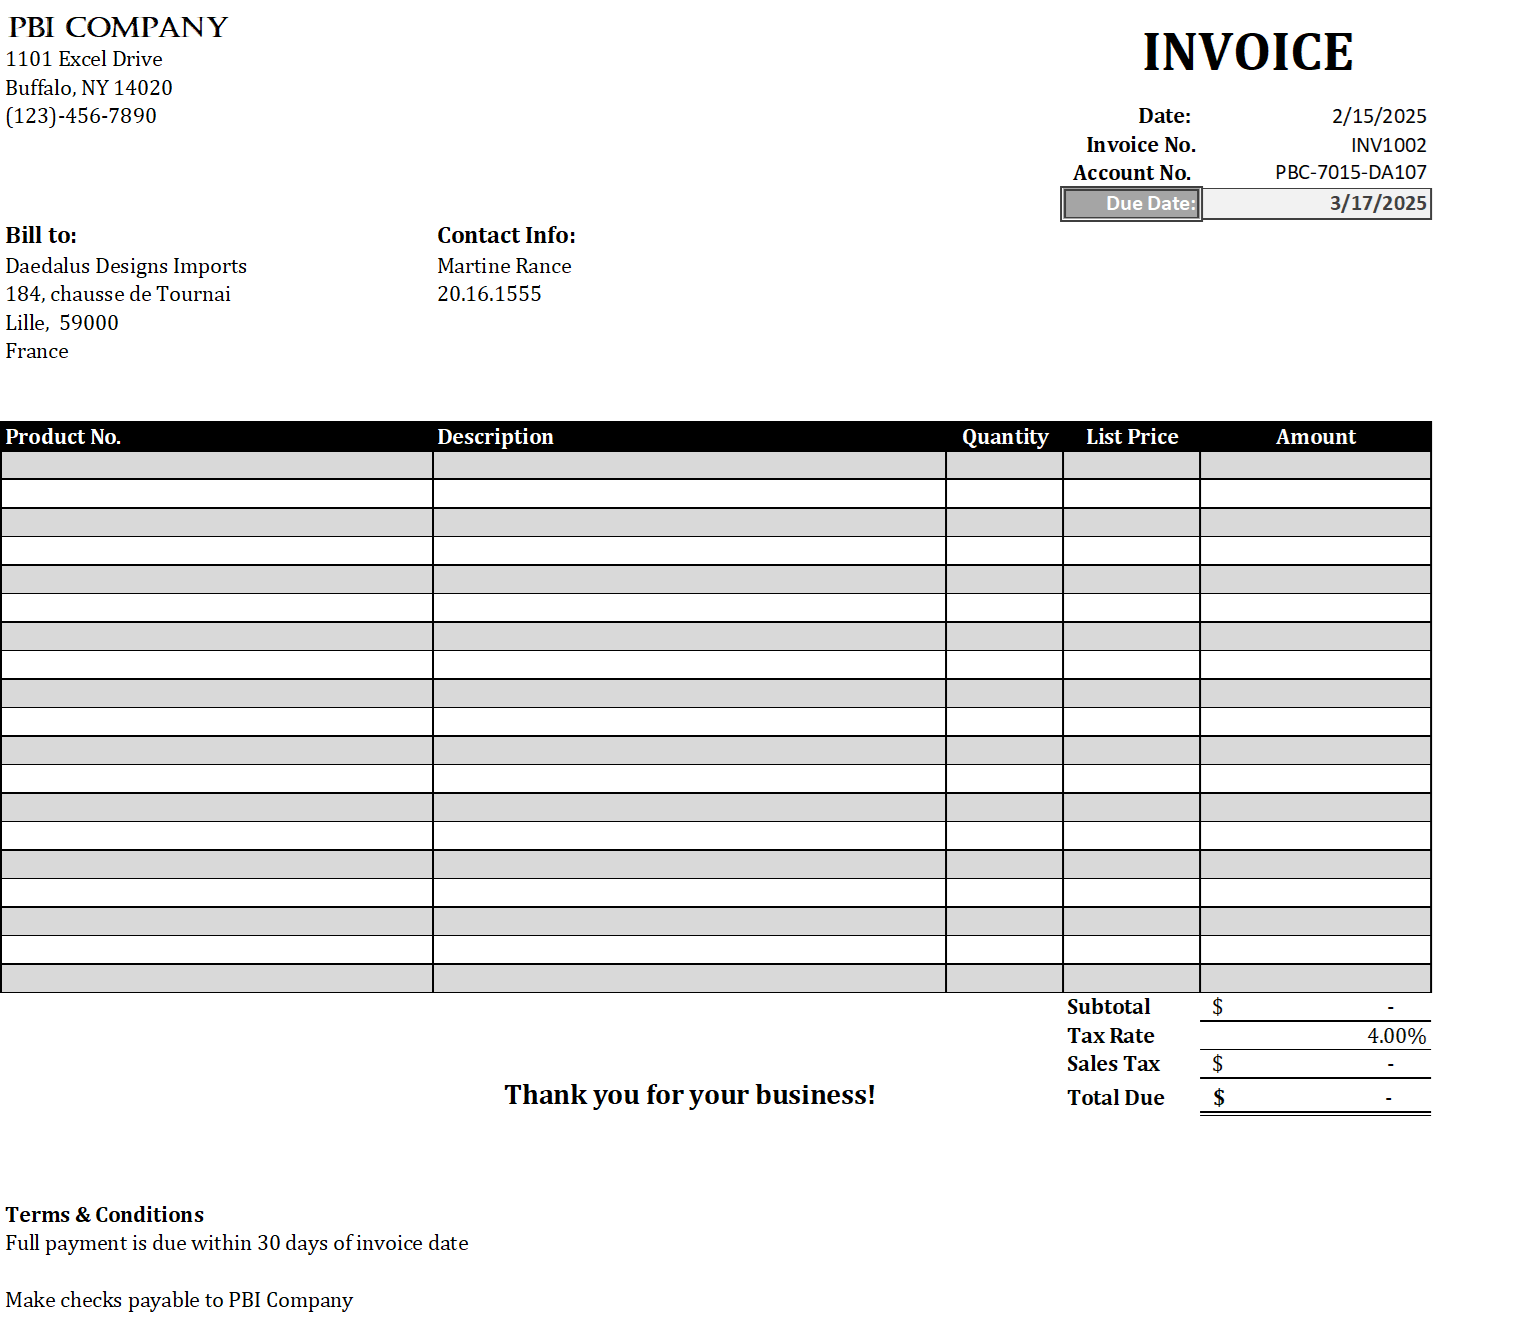 PBI COMPANY
1101 Excel Drive
Buffalo, NY 14020
(123)-456-7890
INVOICE
Date: 2/15/2025
Invoice No. INV1002
Account No. PBC-7015-DA107
Due Date: 3/17/2025
Bill to:
Daedalus Designs Imports
184, chausse de Tournai
Lille,  59000
France
Contact Info:
Martine Rance
20.16.1555
Product No. Description Quantity List Price Amount
Subtotal $ -
Tax Rate 4.00%
Sales Tax $ -
Total Due $ -
Thank you for your business!
Terms & Conditions
Full payment is due within 30 days of invoice date
Make checks payable to PBI Company